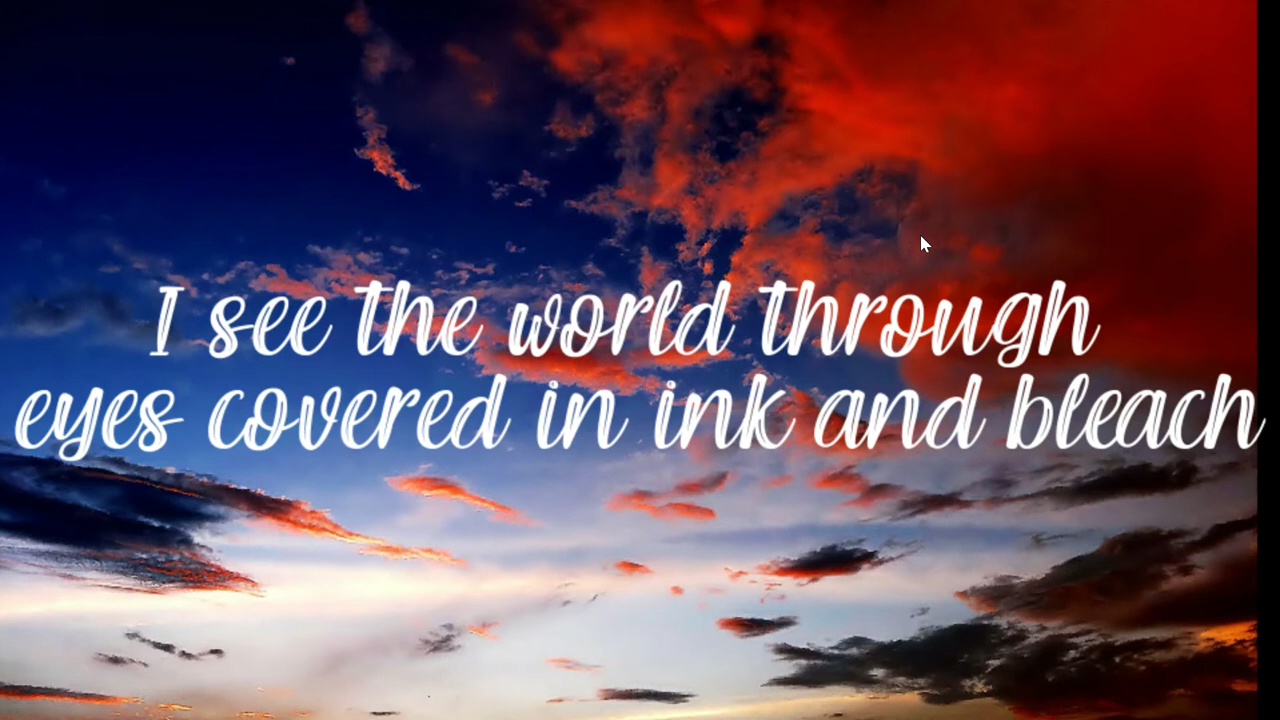 I see the world through
eyes covered in ink and bleach